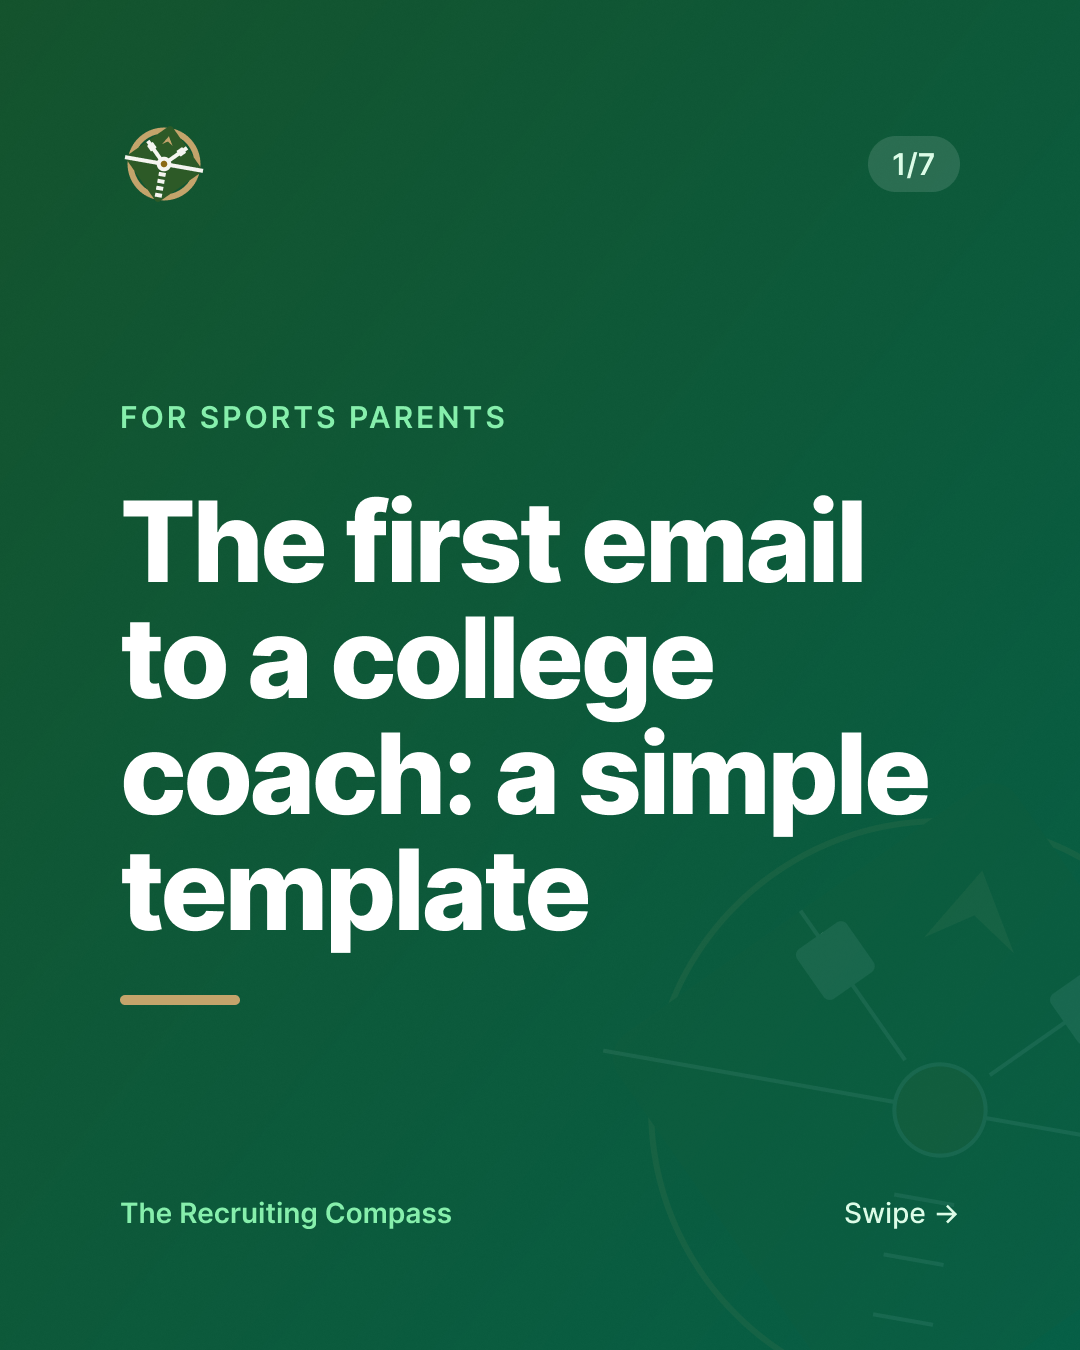 1/7
FOR SPORTS PARENTS
The first email
to a college
coach: a simple
template
The Recruiting Compass
Swipe →